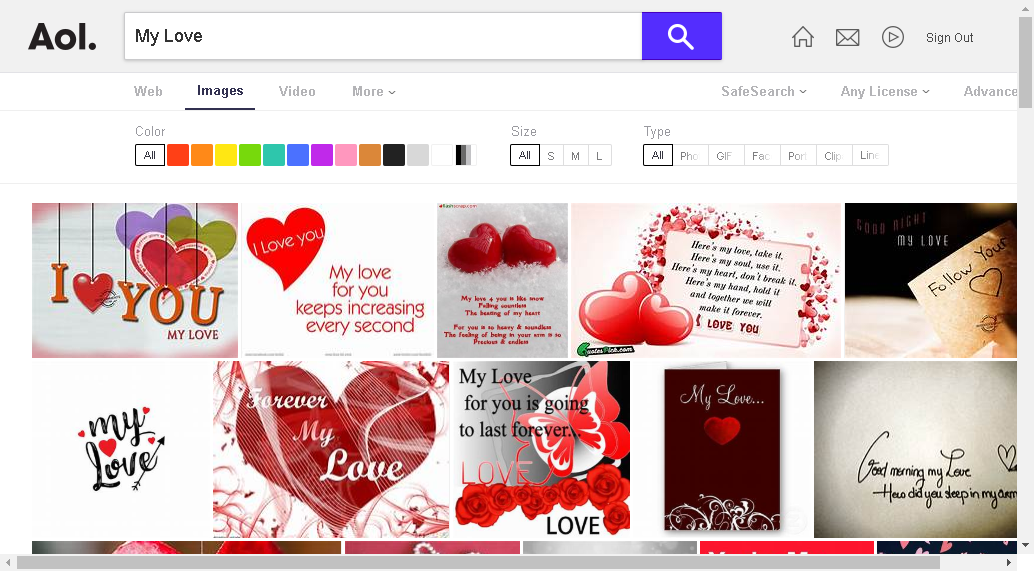 Aol.
My Love
Sign Out
Web
Images
Video
More
SafeSearch
Any License
Advance
Color
Size
Type
All
All
S
M
L
All
Pho
GIF
Fac
Por
Clip
Line
I
YOU
MY LOVE
I love you
My love
for you
keeps increasing
every second
My love 4 you is like snow
Falling countless
The beating of my heart
For you is so heavy & soundless
The feeling of being in your arm is so
Precious & endless
Here's my love, take it.
Here's my soul, use it.
Here's my heart, don't break it.
Here's my hand, hold it
and together we will
make it forever.
I LOVE YOU
QuotesPick.com
GOOD NIGHT
MY LOVE
Follow Your
my
Love
Forever
My
Love
My Love
for you is going
to last forever...
LOVE
LOVE
My Love...
Good morning my Love
How did you sleep in my arm